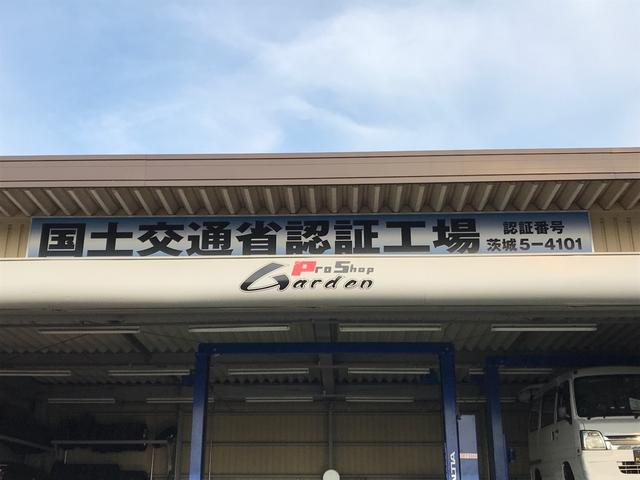 国土交通省認証工場
認証番号
茨城5-4101
ProShop
Garden